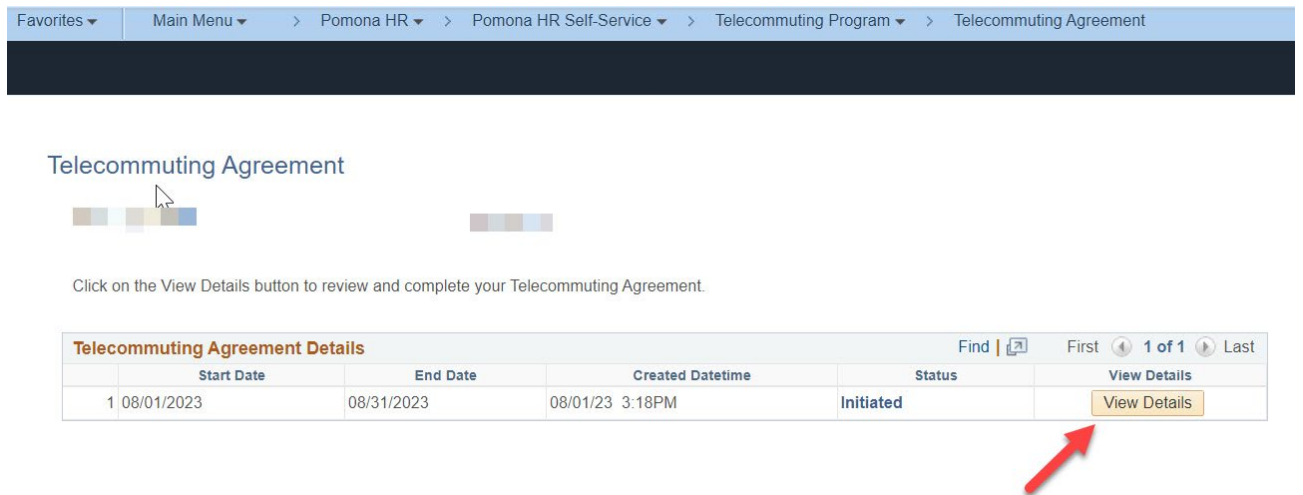 Favorites Main Menu > Pomona HR > Pomona HR Self-Service > Telecommuting Program > Telecommuting Agreement
Telecommuting Agreement
Click on the View Details button to review and complete your Telecommuting Agreement.
Telecommuting Agreement Details Find | First 1 of 1 Last
Start Date End Date Created Datetime Status View Details
1 08/01/2023 08/31/2023 08/01/23 3:18PM Initiated View Details